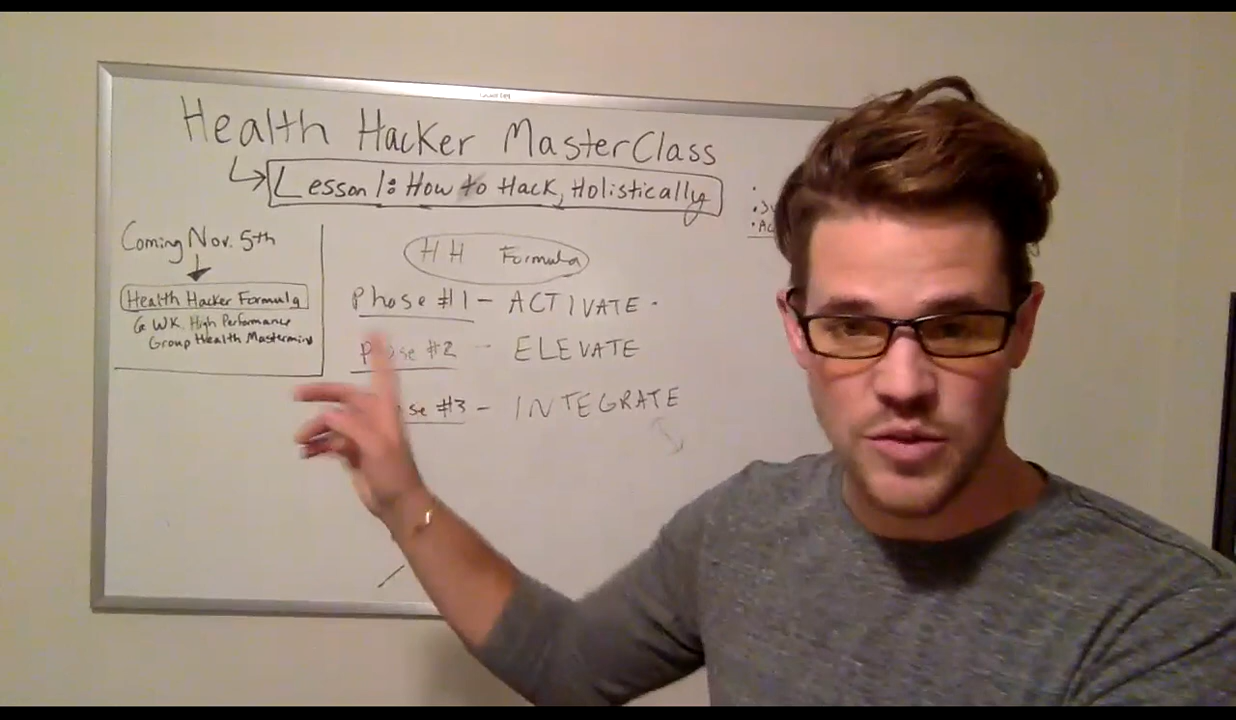 Health Hacker MasterClass
Lesson 1: How to Hack, Holistically
Coming Nov. 5th
Health Hacker Formula
6 WK. High Performance
Group Health Mastermind
HH Formula
Phase #1 - ACTIVATE
Phase #2 - ELEVATE
#3 - INTEGRATE